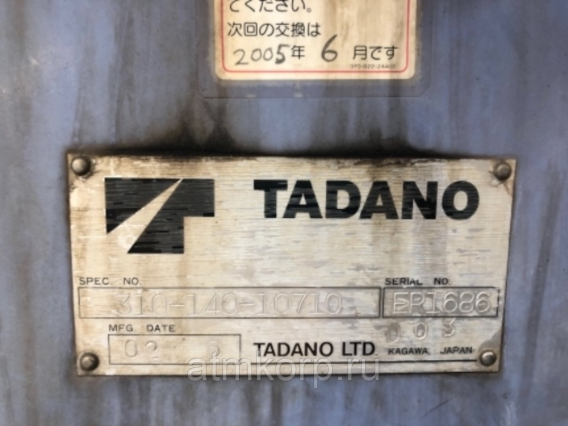 てください。
次回の交換は
2005年 6 月です
TADANO
SPEC. NO.
SERIAL NO
310-140-10710
EP1686
003
MFG. DATE
02
TADANO LTD. KAGAWA, JAPAN
atmkorp.ru